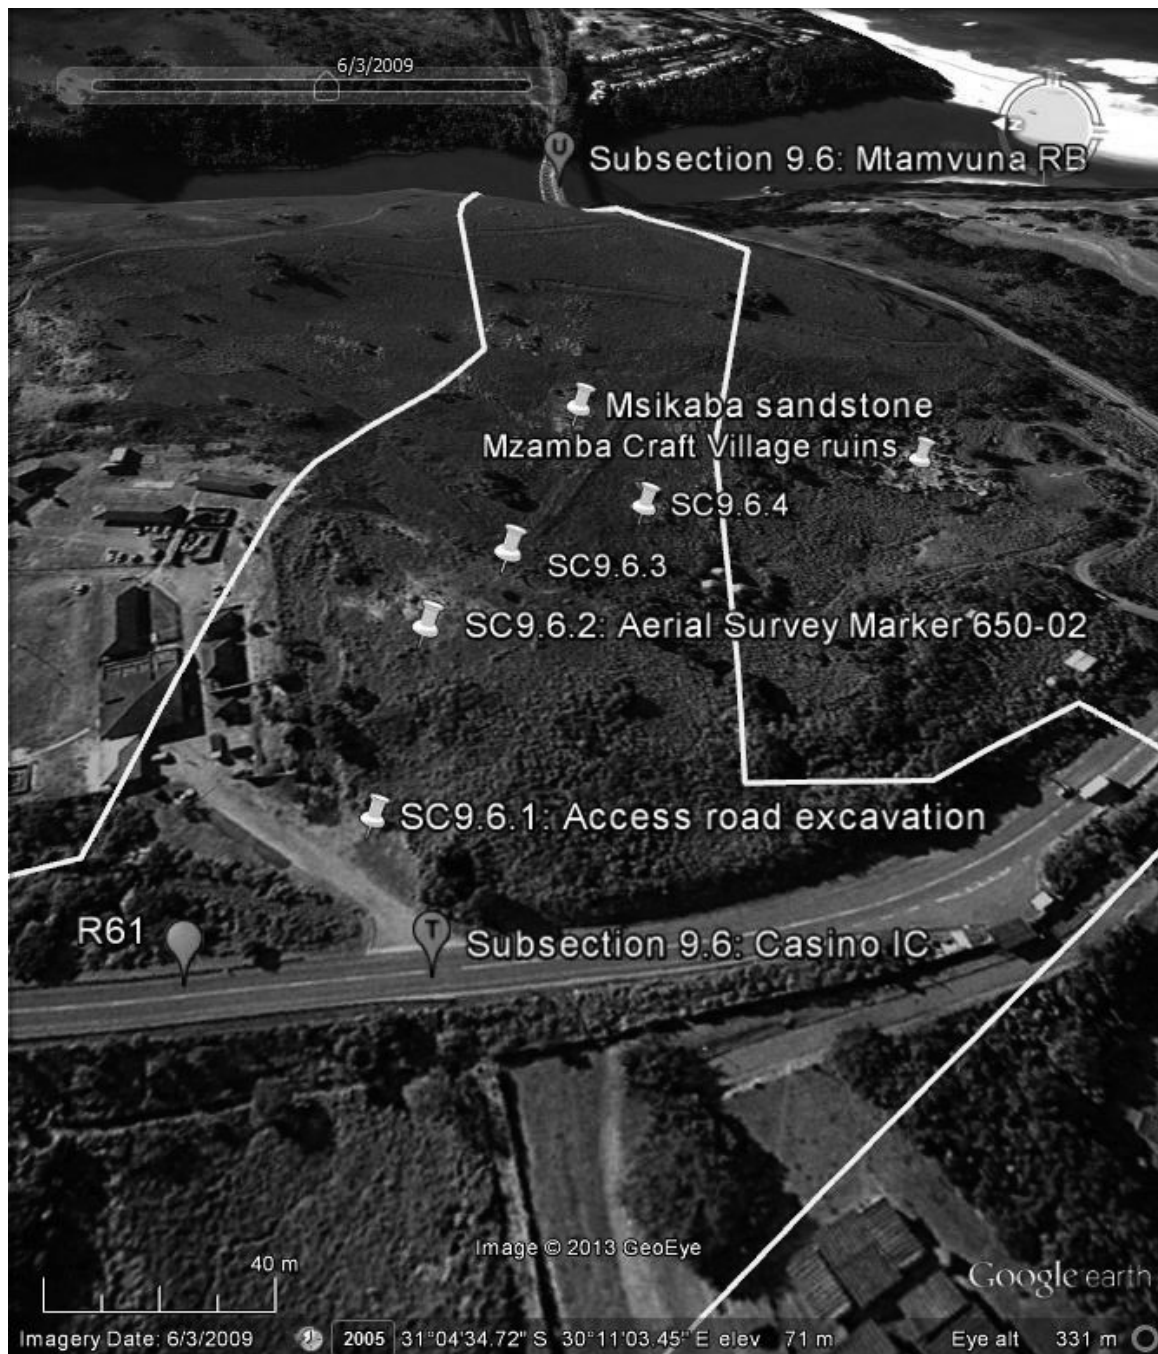 6/3/2009
U
Subsection 9.6: Mtamvuna RB
N
Msikaba sandstone
Mzamba Craft Village ruins
SC9.6.4
SC9.6.3
SC9.6.2: Aerial Survey Marker 650-02
SC9.6.1: Access road excavation
R61
T
Subsection 9.6: Casino IC
Image © 2013 GeoEye
40 m
Google earth
Imagery Date: 6/3/2009 2005 31°04'34.72" S 30°11'03.45" E elev 71 m Eye alt 331 m